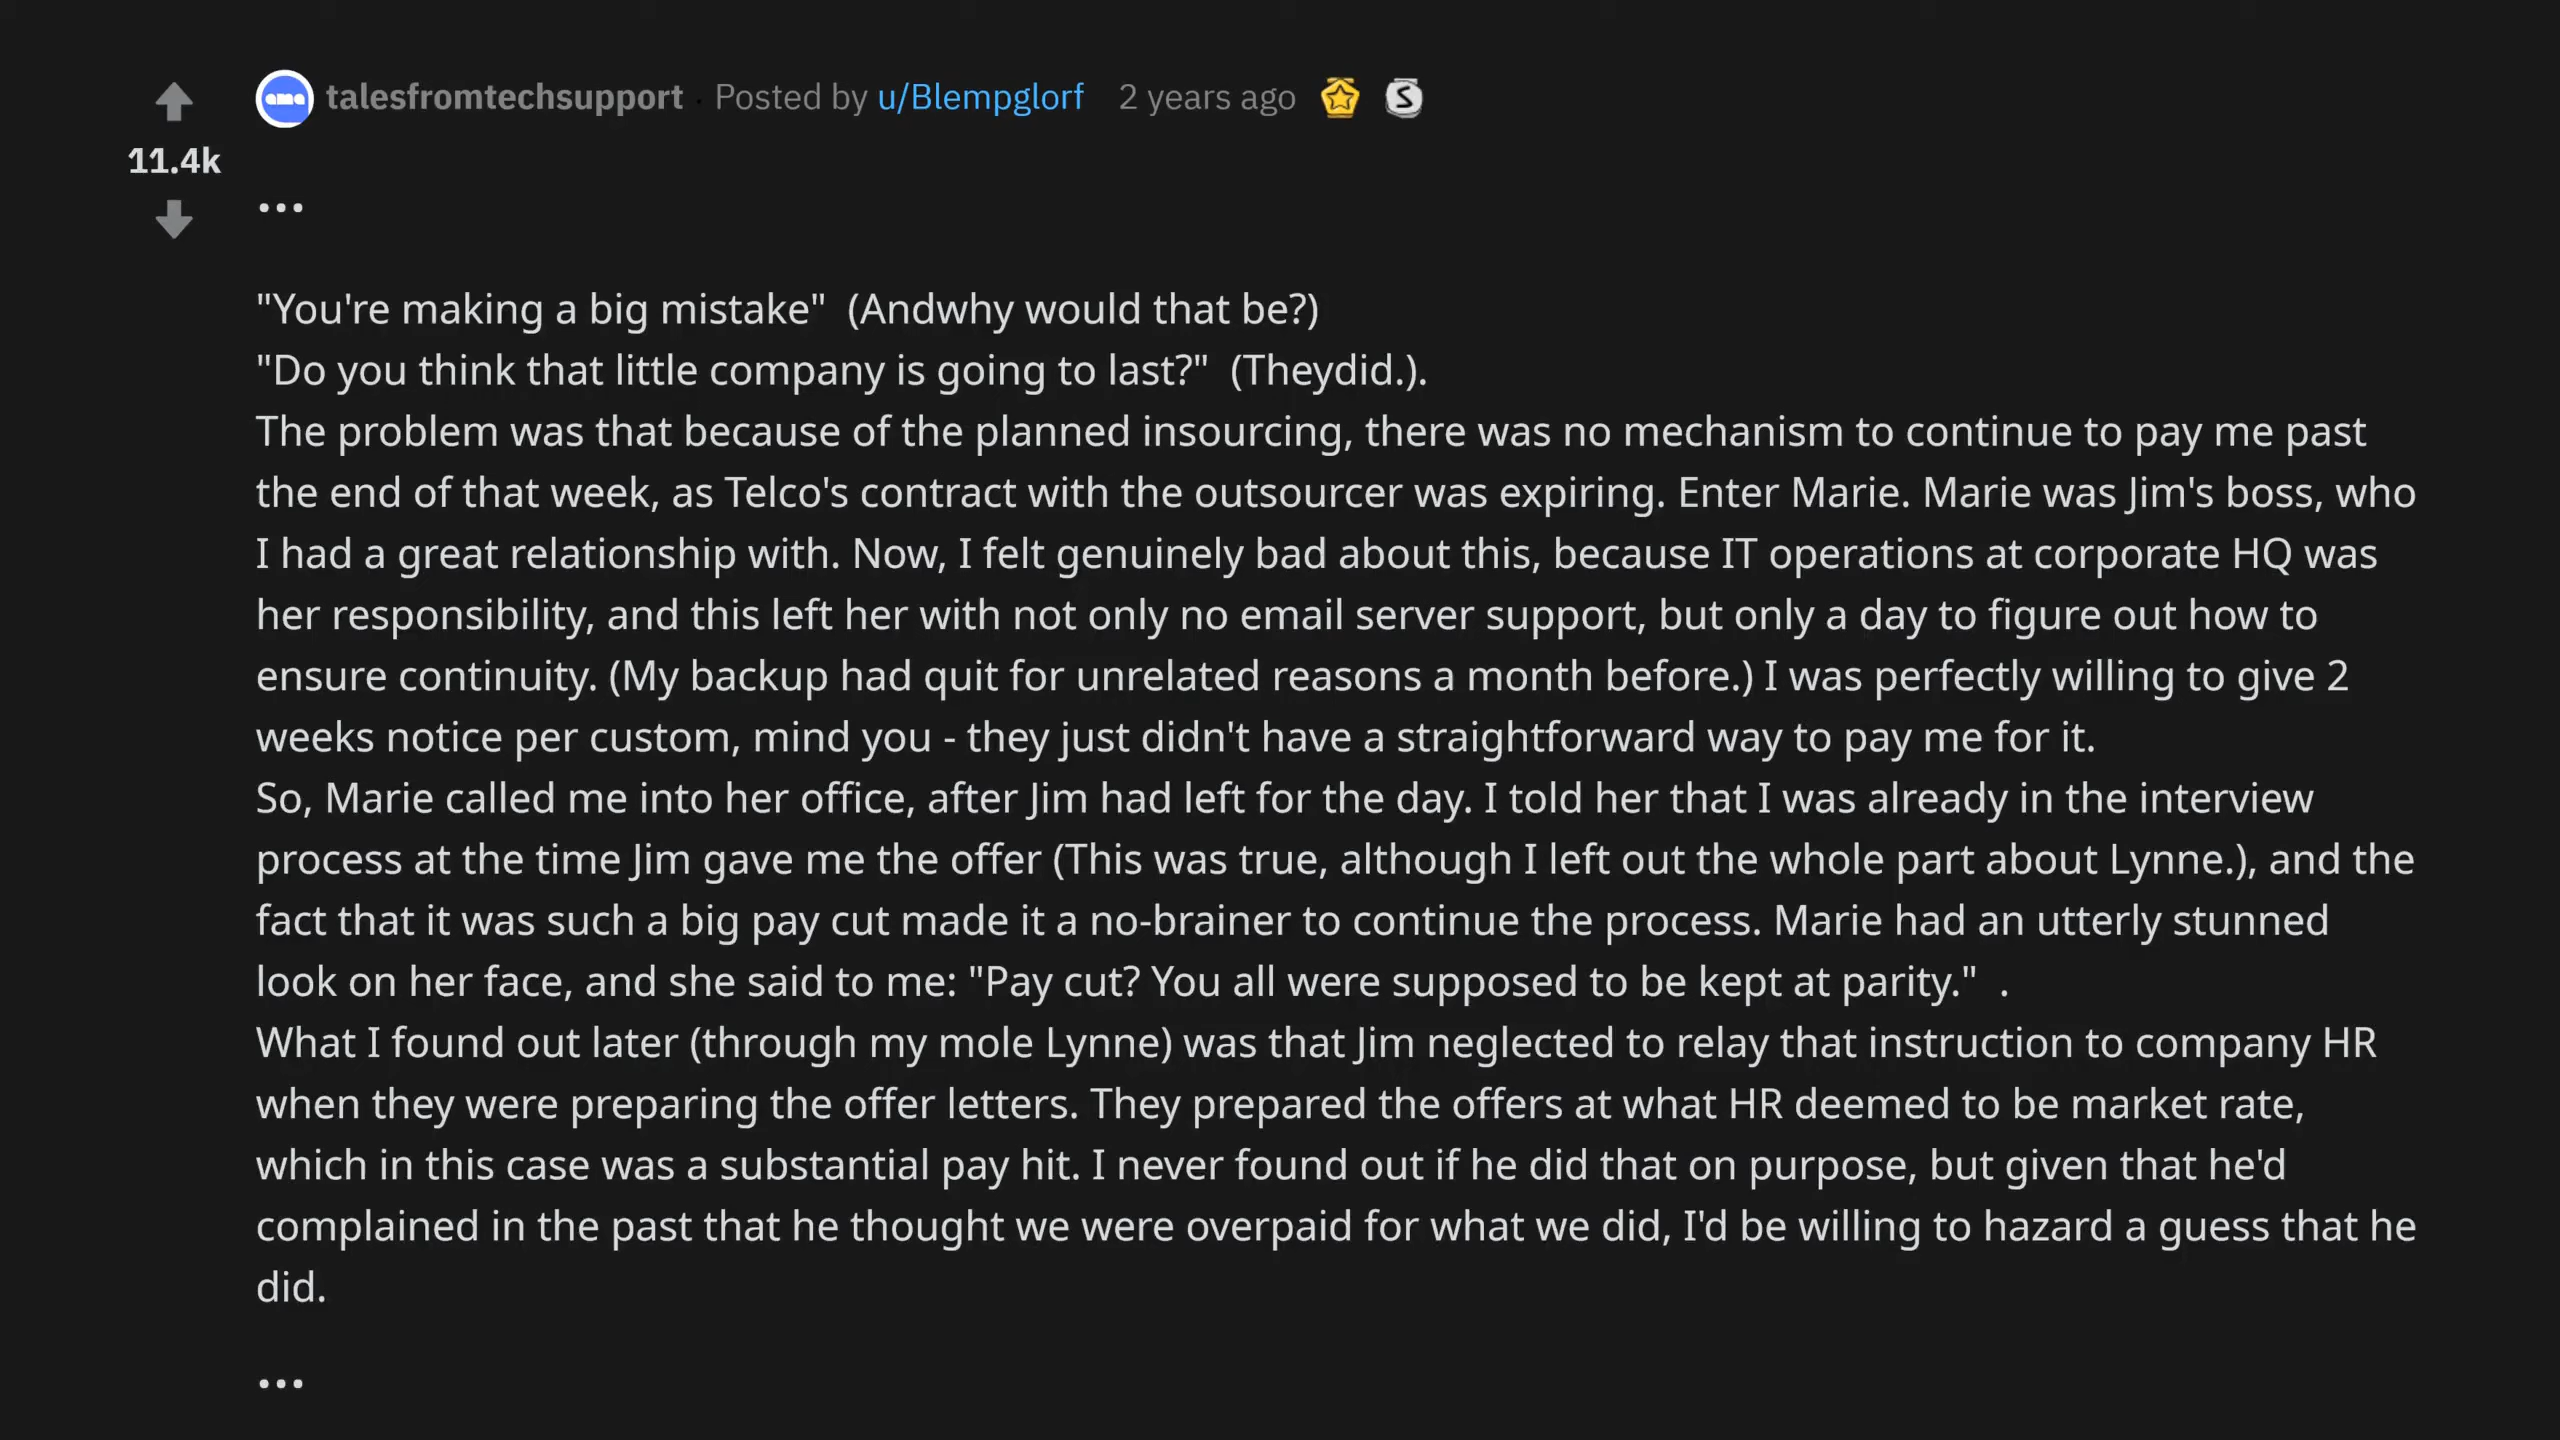 talesfromtechsupport · Posted by u/Blempglorf 2 years ago
11.4k
...
"You're making a big mistake"  (Andwhy would that be?)
"Do you think that little company is going to last?"  (Theydid.).
The problem was that because of the planned insourcing, there was no mechanism to continue to pay me past
the end of that week, as Telco's contract with the outsourcer was expiring. Enter Marie. Marie was Jim's boss, who
I had a great relationship with. Now, I felt genuinely bad about this, because IT operations at corporate HQ was
her responsibility, and this left her with not only no email server support, but only a day to figure out how to
ensure continuity. (My backup had quit for unrelated reasons a month before.) I was perfectly willing to give 2
weeks notice per custom, mind you - they just didn't have a straightforward way to pay me for it.
So, Marie called me into her office, after Jim had left for the day. I told her that I was already in the interview
process at the time Jim gave me the offer (This was true, although I left out the whole part about Lynne.), and the
fact that it was such a big pay cut made it a no-brainer to continue the process. Marie had an utterly stunned
look on her face, and she said to me: "Pay cut? You all were supposed to be kept at parity."  .
What I found out later (through my mole Lynne) was that Jim neglected to relay that instruction to company HR
when they were preparing the offer letters. They prepared the offers at what HR deemed to be market rate,
which in this case was a substantial pay hit. I never found out if he did that on purpose, but given that he'd
complained in the past that he thought we were overpaid for what we did, I'd be willing to hazard a guess that he
did.
...